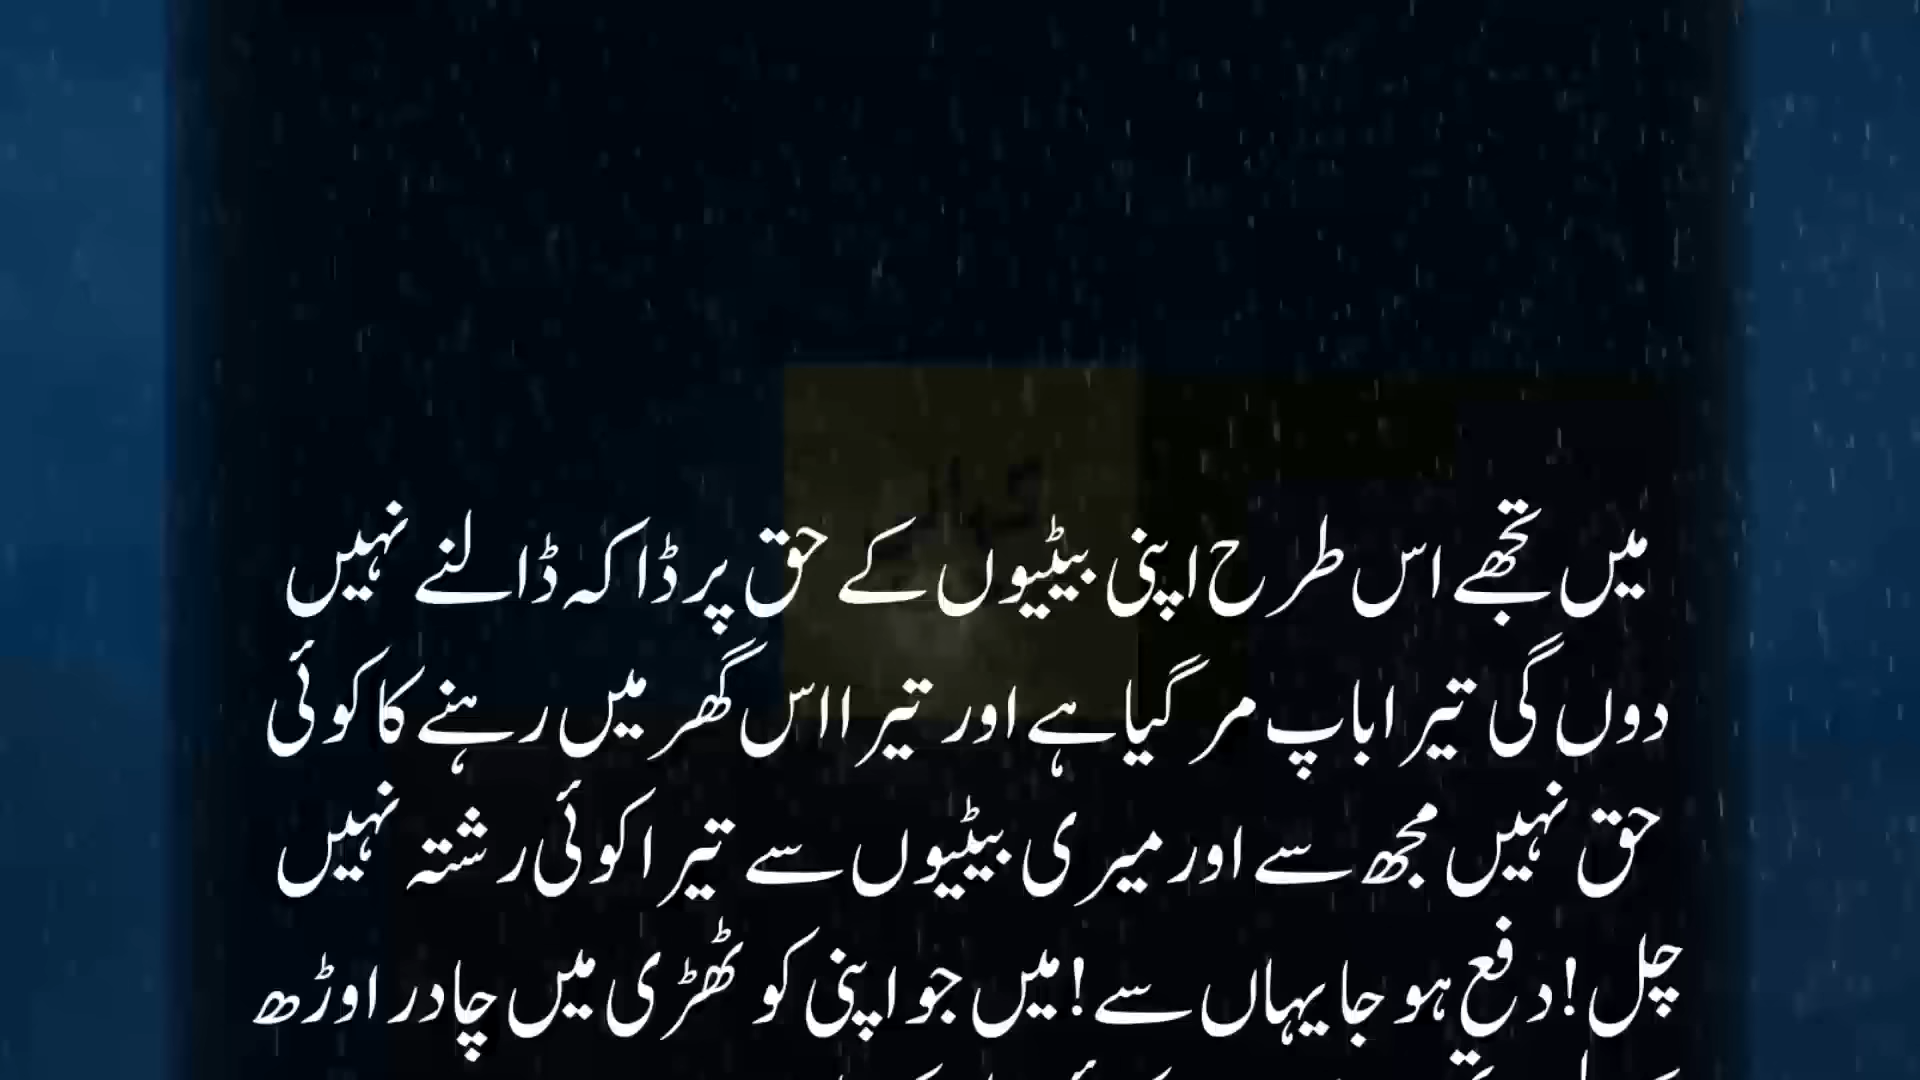 میں تجھے اس طرح اپنی بیٹیوں کے حق پر ڈاکہ ڈالنے نہیں
دوں گی تیرا باپ مر گیا ہے اور تیرا اس گھر میں رہنے کا کوئی
حق نہیں مجھ سے اور میری بیٹیوں سے تیرا کوئی رشتہ نہیں
چل! دفع ہو جا یہاں سے! میں جو اپنی کوٹھڑی میں چادر اوڑھ